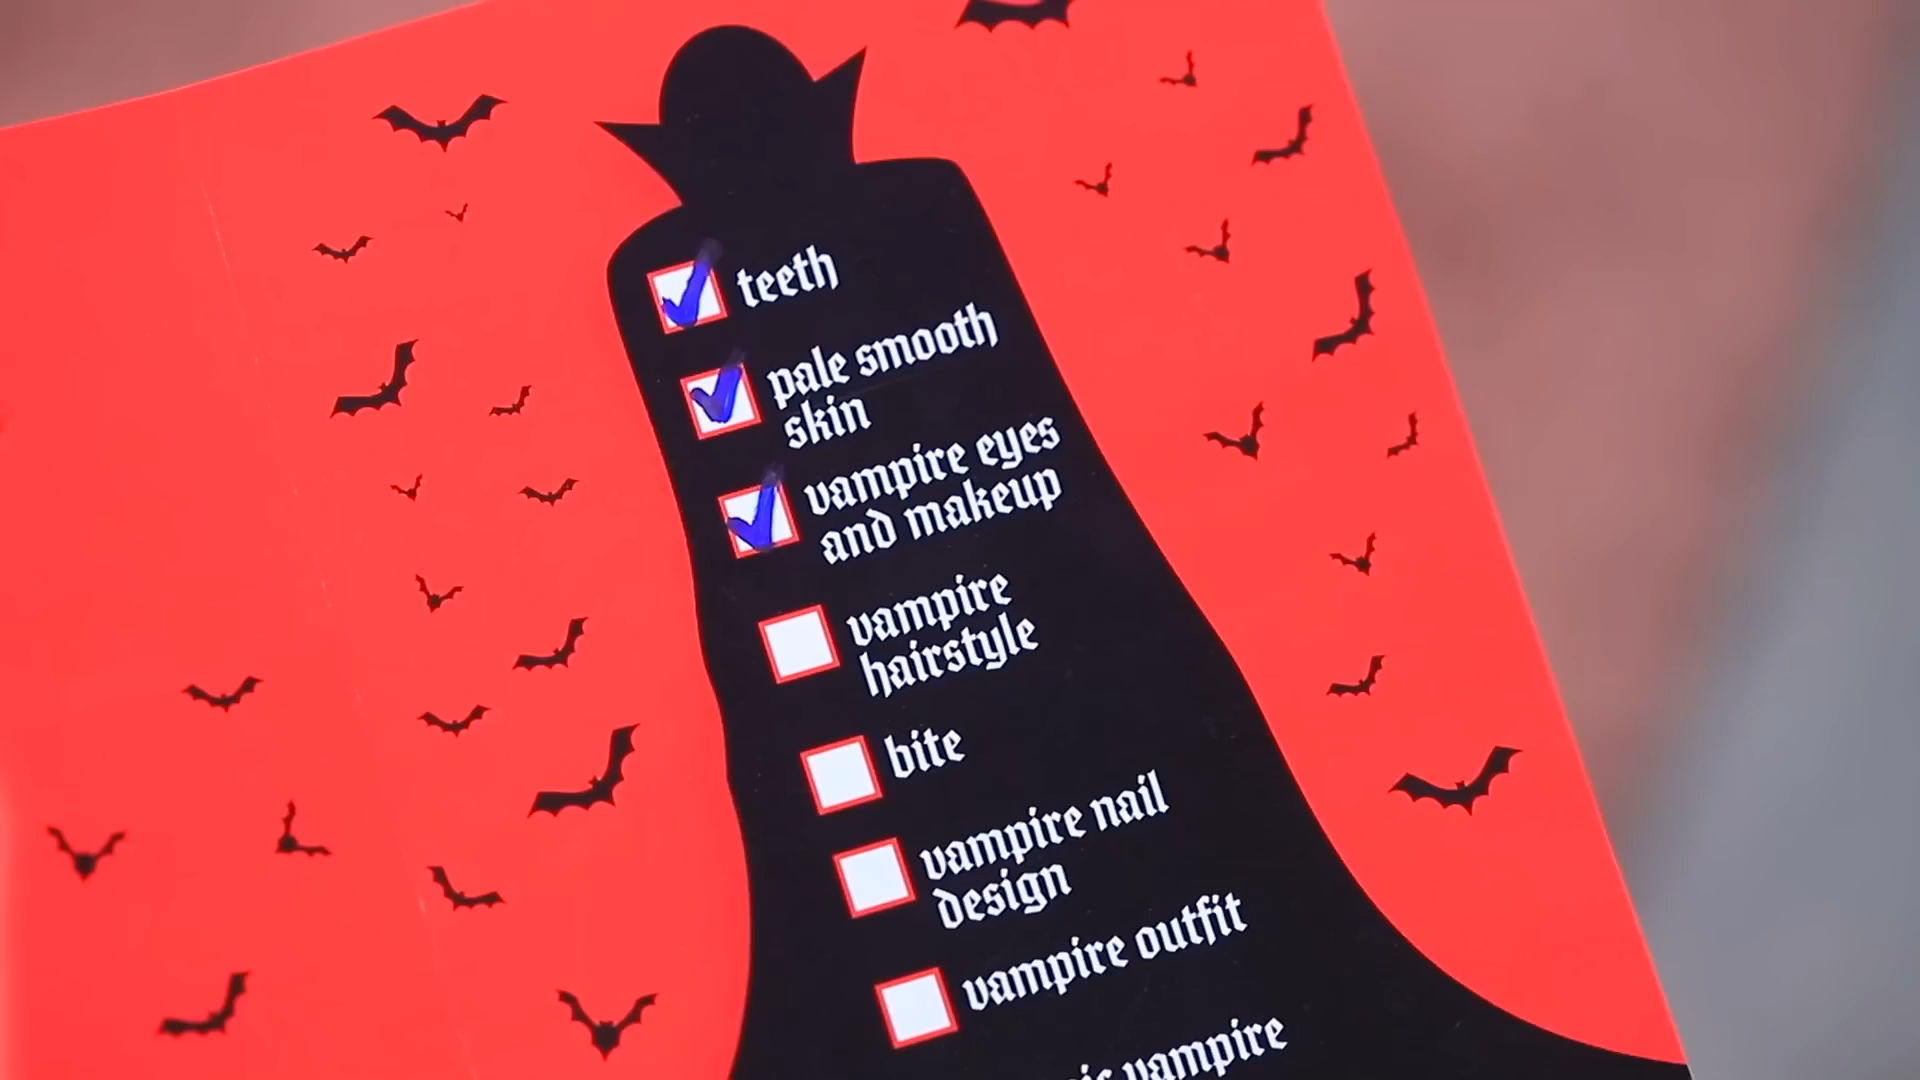 teeth
pale smooth
skin
vampire eyes
and makeup
vampire
hairstyle
bite
vampire nail
design
vampire outfit
vampire